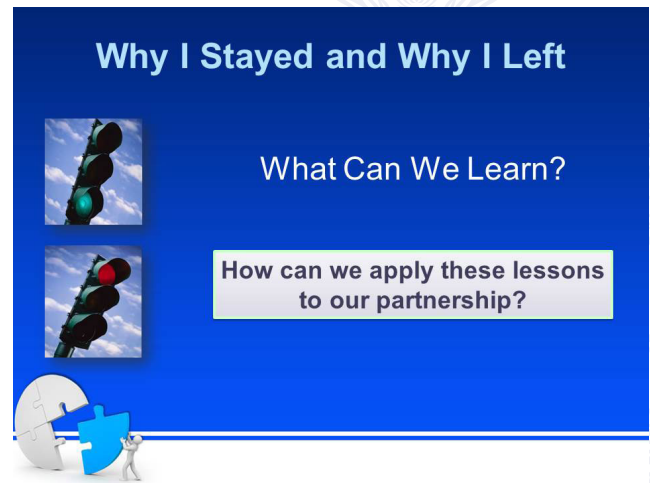 Why I Stayed and Why I Left
What Can We Learn?
How can we apply these lessons
to our partnership?